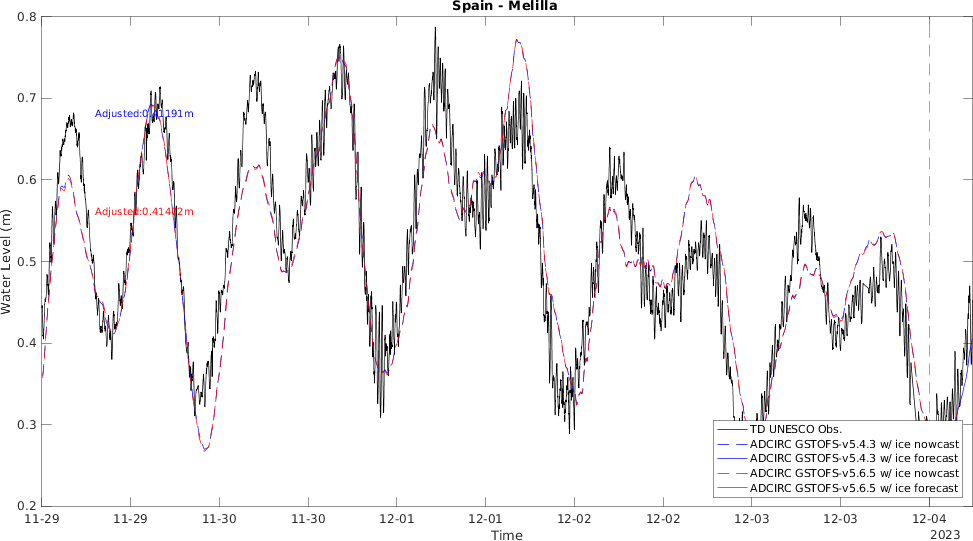 Spain - Melilla
0.8
0.7
0.6
0.5
0.4
0.3
0.2
Water Level (m)
Adjusted:0.41191m
TD UNESCO Obs.
ADCIRC GSTOFS-v5.4.3 w/ ice nowcast
ADCIRC GSTOFS-v5.4.3 w/ ice forecast
ADCIRC GSTOFS-v5.6.5 w/ ice nowcast
ADCIRC GSTOFS-v5.6.5 w/ ice forecast
11-29 11-29 11-30 11-30 12-01 12-01 12-02 12-02 12-03 12-03 12-04
2023
Time